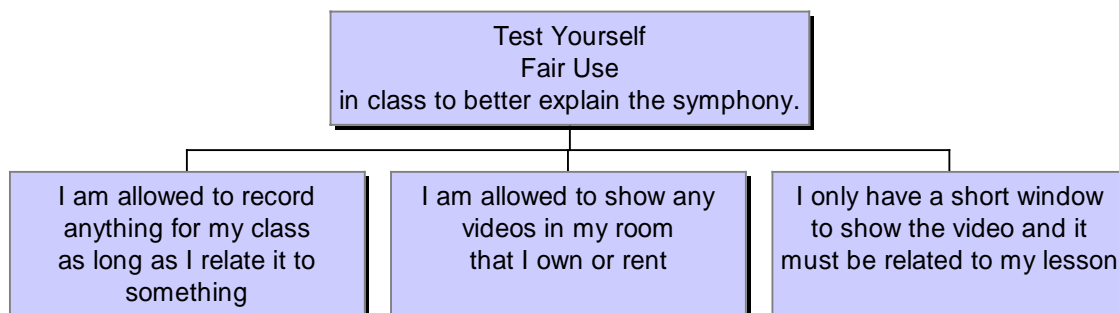 Test Yourself
Fair Use
in class to better explain the symphony.
I am allowed to record
anything for my class
as long as I relate it to
something
I am allowed to show any
videos in my room
that I own or rent
I only have a short window
to show the video and it
must be related to my lesson